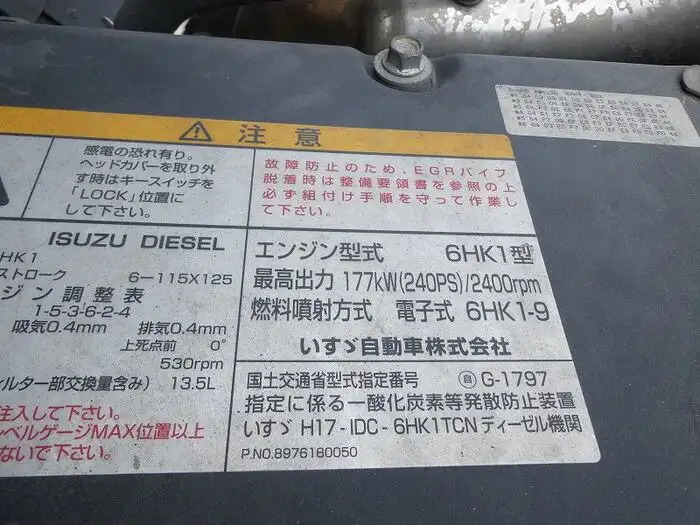 注意
感電の恐れ有り。
ヘッドカバーを取り外
す時はキースイッチを
「LOCK」位置に
して下さい。
故障防止のため、EGRパイプ
脱着時は整備要領書を参照の上
必ず組付け手順を守って作業し
て下さい。
ISUZU DIESEL
HK1
ストローク 6-115X125
ジン調整表
1-5-3-6-2-4
吸気0.4mm 排気0.4mm
上死点前 0°
530rpm
ィルター部交換量含み) 13.5L
注入して下さい。
レベルゲージMAX位置以上
ないで下さい。
エンジン型式 6HK1型
最高出力 177kW(240PS)/2400rpm
燃料噴射方式 電子式 6HK1-9
いすゞ自動車株式会社
国土交通省型式指定番号 自 G-1797
指定に係る一酸化炭素等発散防止装置
いすゞ H17-IDC-6HK1TCNディーゼル機関
P.NO.8976180050